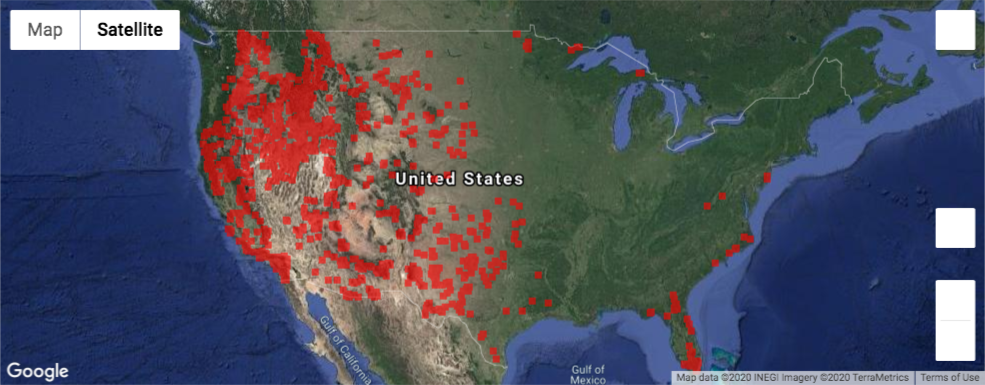 Map
Satellite
United States
Gulf of California
Gulf of
Mexico
Google
Map data ©2020 INEGI Imagery ©2020 TerraMetrics
Terms of Use